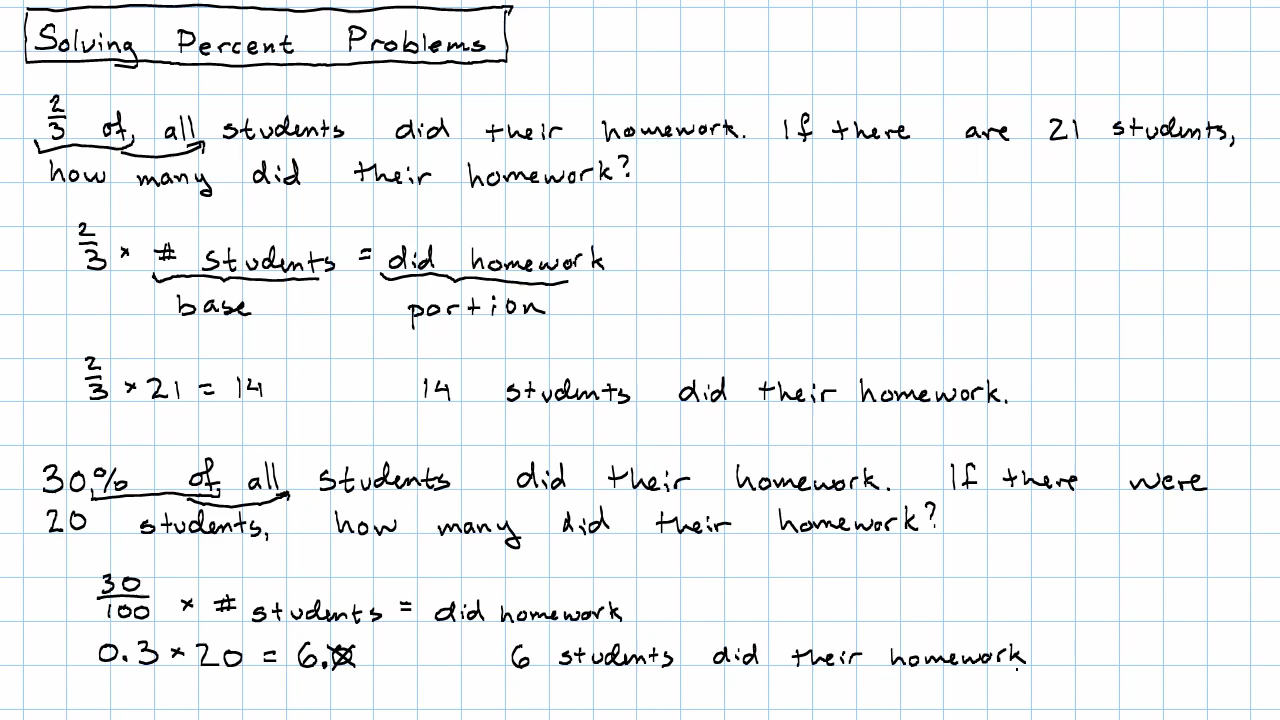 Solving Percent Problems
2/3 of all students did their homework. If there are 21 students,
how many did their homework?
2/3 × # students = did homework
base portion
2/3 × 21 = 14 14 students did their homework.
30% of all students did their homework. If there were
20 students, how many did their homework?
30/100 × # students = did homework
0.3 × 20 = 6. 6 students did their homework.